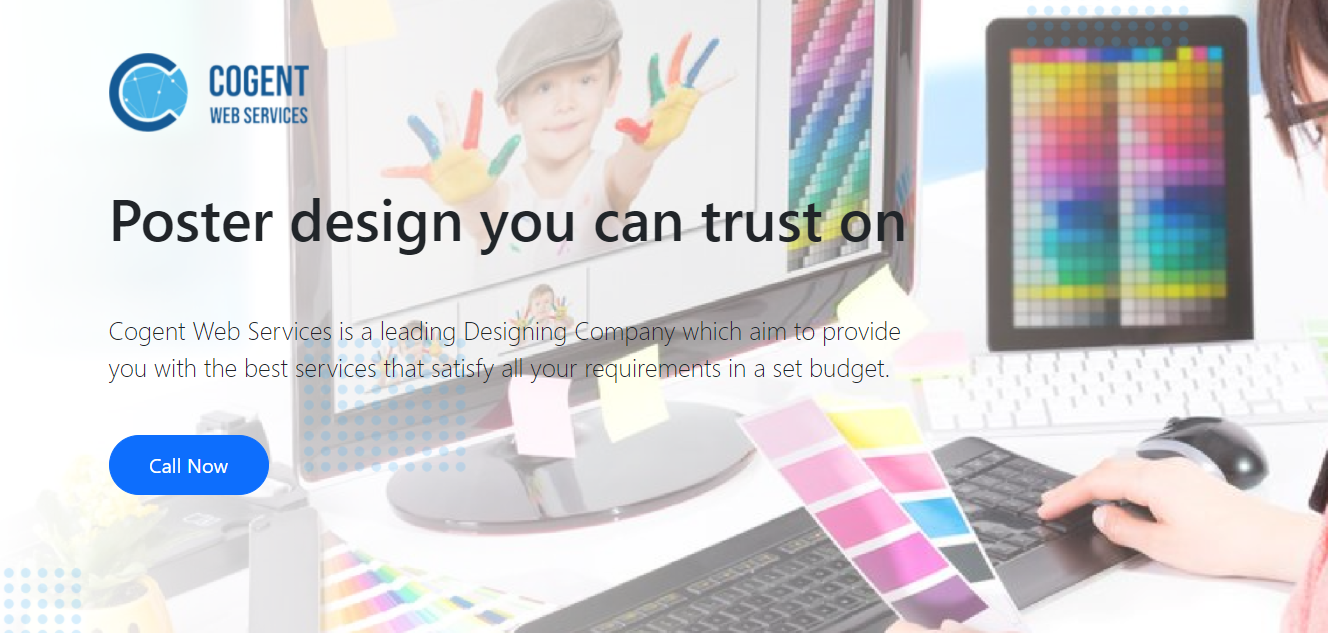 COGENT
WEB SERVICES
Poster design you can trust on
Cogent Web Services is a leading Designing Company which aim to provide
you with the best services that satisfy all your requirements in a set budget.
Call Now